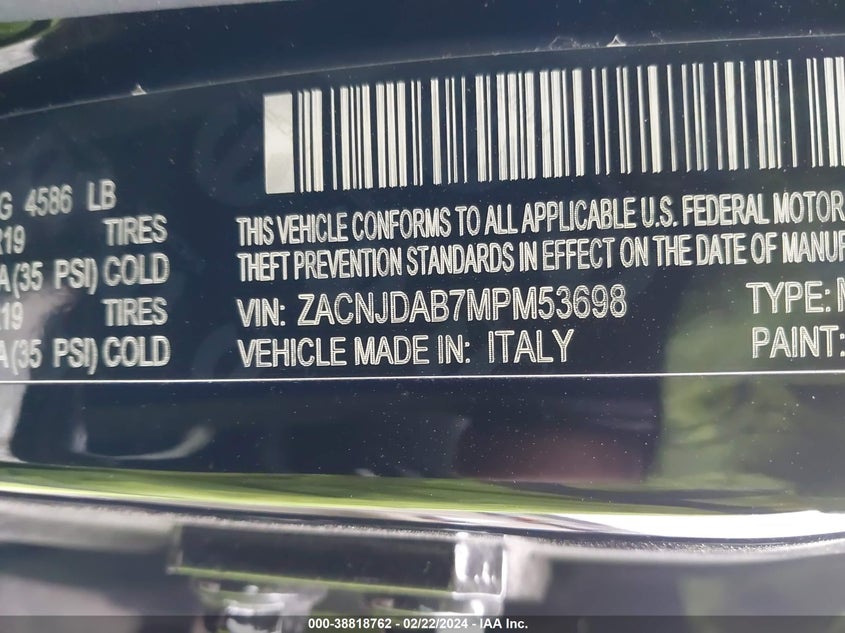 G 4586 LB
R19 TIRES
A (35 PSI) COLD
R19 TIRES
A (35 PSI) COLD
THIS VEHICLE CONFORMS TO ALL APPLICABLE U.S. FEDERAL MOTOR
THEFT PREVENTION STANDARDS IN EFFECT ON THE DATE OF MANUF
VIN: ZACNJDAB7MPM53698 TYPE: M
VEHICLE MADE IN: ITALY PAINT:
000-38818762 - 02/22/2024 - IAA Inc.